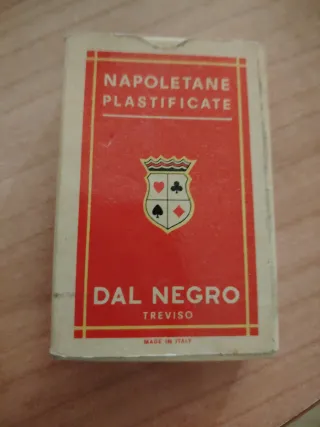 NAPOLETANE
PLASTIFICATE
DAL NEGRO
TREVISO
MADE IN ITALY